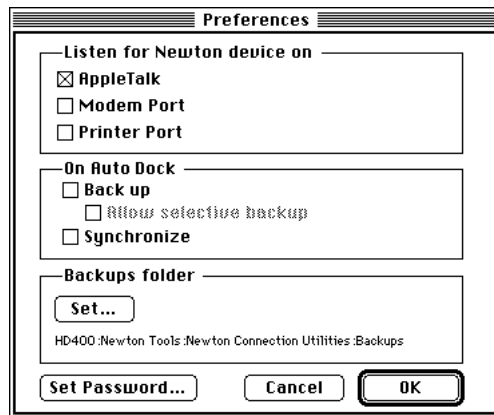 Preferences
Listen for Newton device on
AppleTalk
Modem Port
Printer Port
On Auto Dock
Back up
Allow selective backup
Synchronize
Backups folder
Set...
HD400:Newton Tools:Newton Connection Utilities:Backups
Set Password... Cancel OK